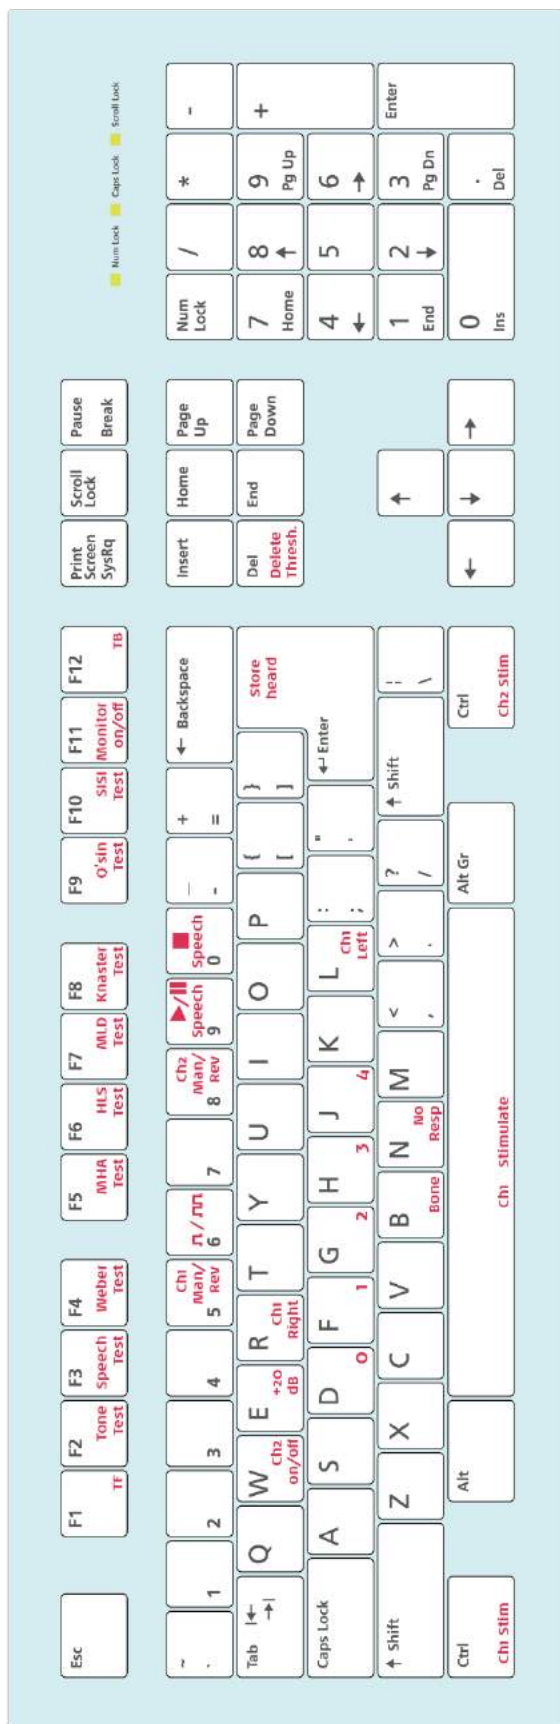 Esc
F1
TF
F2
Tone
Test
F3
Speech
Test
F4
Weber
Test
F5
MHA
Test
F6
HLS
Test
F7
MLD
Test
F8
Knaster
Test
F9
Q'sin
Test
F10
SISI
Test
F11
Monitor
on/off
F12
TB
Print
Screen
SysRq
Scroll
Lock
Pause
Break
Num Lock
Caps Lock
Scroll Lock
~
1
2
3
4
Ch1
Man/
Rev
5
6
7
Ch2
Man/
Rev
8
▶/II
Speech
9
■
Speech
0
_
-
+
=
← Backspace
Insert
Home
Page
Up
Num
Lock
/
*
-
Tab
Q
W
Ch2
on/off
E
+20
dB
R
Ch1
Right
T
Y
U
I
O
P
{
[
}
]
Store
heard
↵ Enter
Del
Delete
Thresh.
End
Page
Down
7
Home
8
↑
9
Pg Up
+
Caps Lock
A
S
D
0
F
1
G
2
H
3
J
4
K
L
Ch1
Left
:
;
"
4
←
5
6
→
↑ Shift
Z
X
C
V
B
Bone
N
No
Resp
M
<
,
>
.
?
/
↑ Shift
\
↑
1
End
2
↓
3
Pg Dn
Enter
Ctrl
Ch1 Stim
Alt
Ch1 Stimulate
Alt Gr
Ctrl
Ch2 Stim
←
↓
→
0
Ins
.
Del